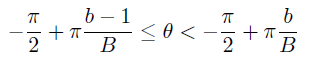 $-\frac{\pi}{2} + \pi \frac{b-1}{B} \leq \theta < -\frac{\pi}{2} + \pi \frac{b}{B}$